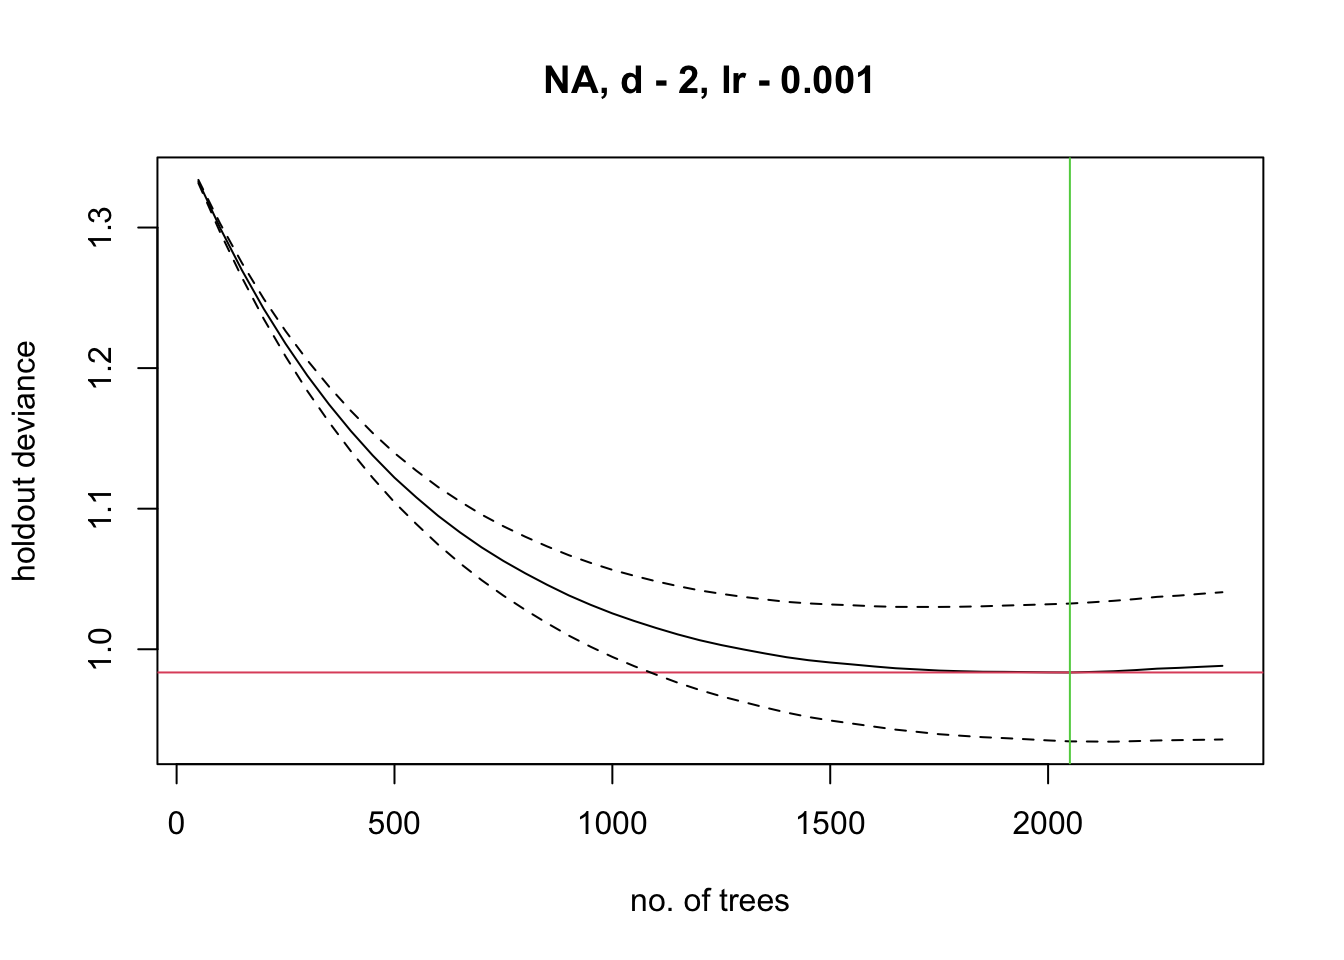 NA, d - 2, lr - 0.001
holdout deviance
1.3
1.2
1.1
1.0
0 500 1000 1500 2000
no. of trees